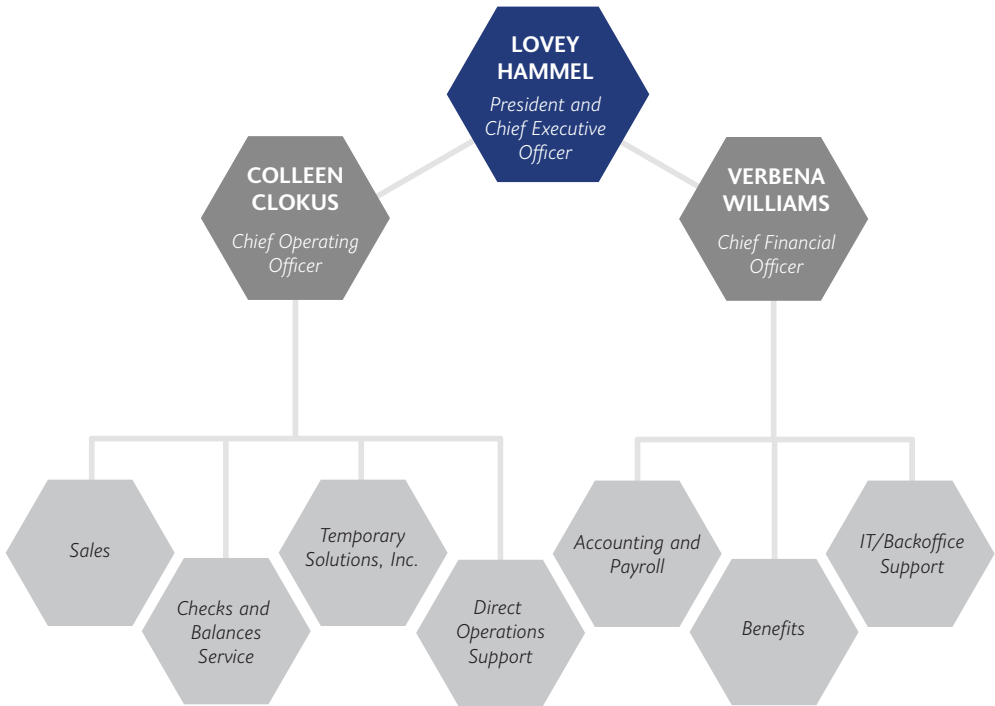 LOVEY
HAMMEL
President and
Chief Executive
Officer
COLLEEN
CLOKUS
Chief Operating
Officer
VERBENA
WILLIAMS
Chief Financial
Officer
Sales
Checks and
Balances
Service
Temporary
Solutions, Inc.
Direct
Operations
Support
Accounting and
Payroll
Benefits
IT/Backoffice
Support